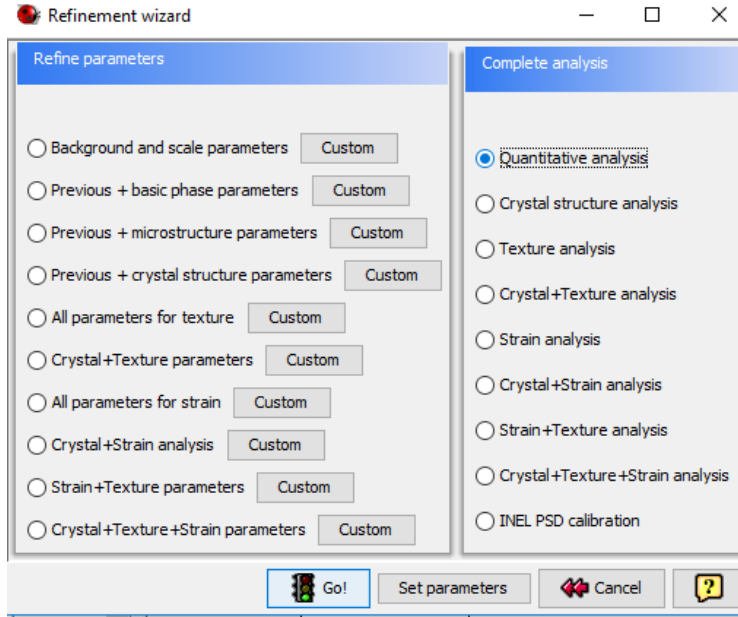 Refinement wizard
Refine parameters
Background and scale parameters Custom
Previous + basic phase parameters Custom
Previous + microstructure parameters Custom
Previous + crystal structure parameters Custom
All parameters for texture Custom
Crystal+Texture parameters Custom
All parameters for strain Custom
Crystal+Strain analysis Custom
Strain+Texture parameters Custom
Crystal+Texture+Strain parameters Custom
Complete analysis
Quantitative analysis
Crystal structure analysis
Texture analysis
Crystal+Texture analysis
Strain analysis
Crystal+Strain analysis
Strain+Texture analysis
Crystal+Texture+Strain analysis
INEL PSD calibration
Go! Set parameters Cancel ?